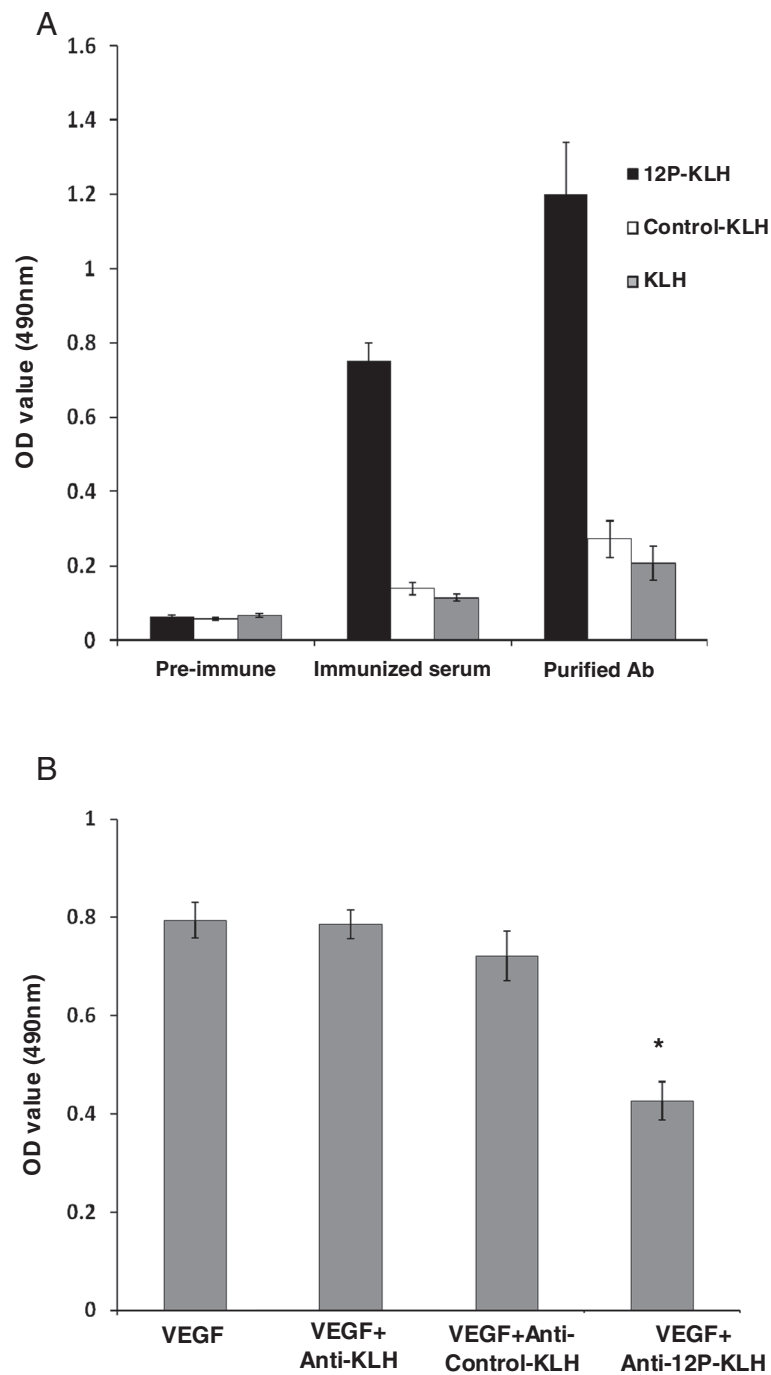 A
1.6
1.4
1.2
1
0.8
0.6
0.4
0.2
0
OD value (490nm)
12P-KLH
Control-KLH
KLH
Pre-immune
Immunized serum
Purified Ab
B
1
0.8
0.6
0.4
0.2
0
OD value (490nm)
*
VEGF
VEGF+
Anti-KLH
VEGF+Anti-
Control-KLH
VEGF+
Anti-12P-KLH